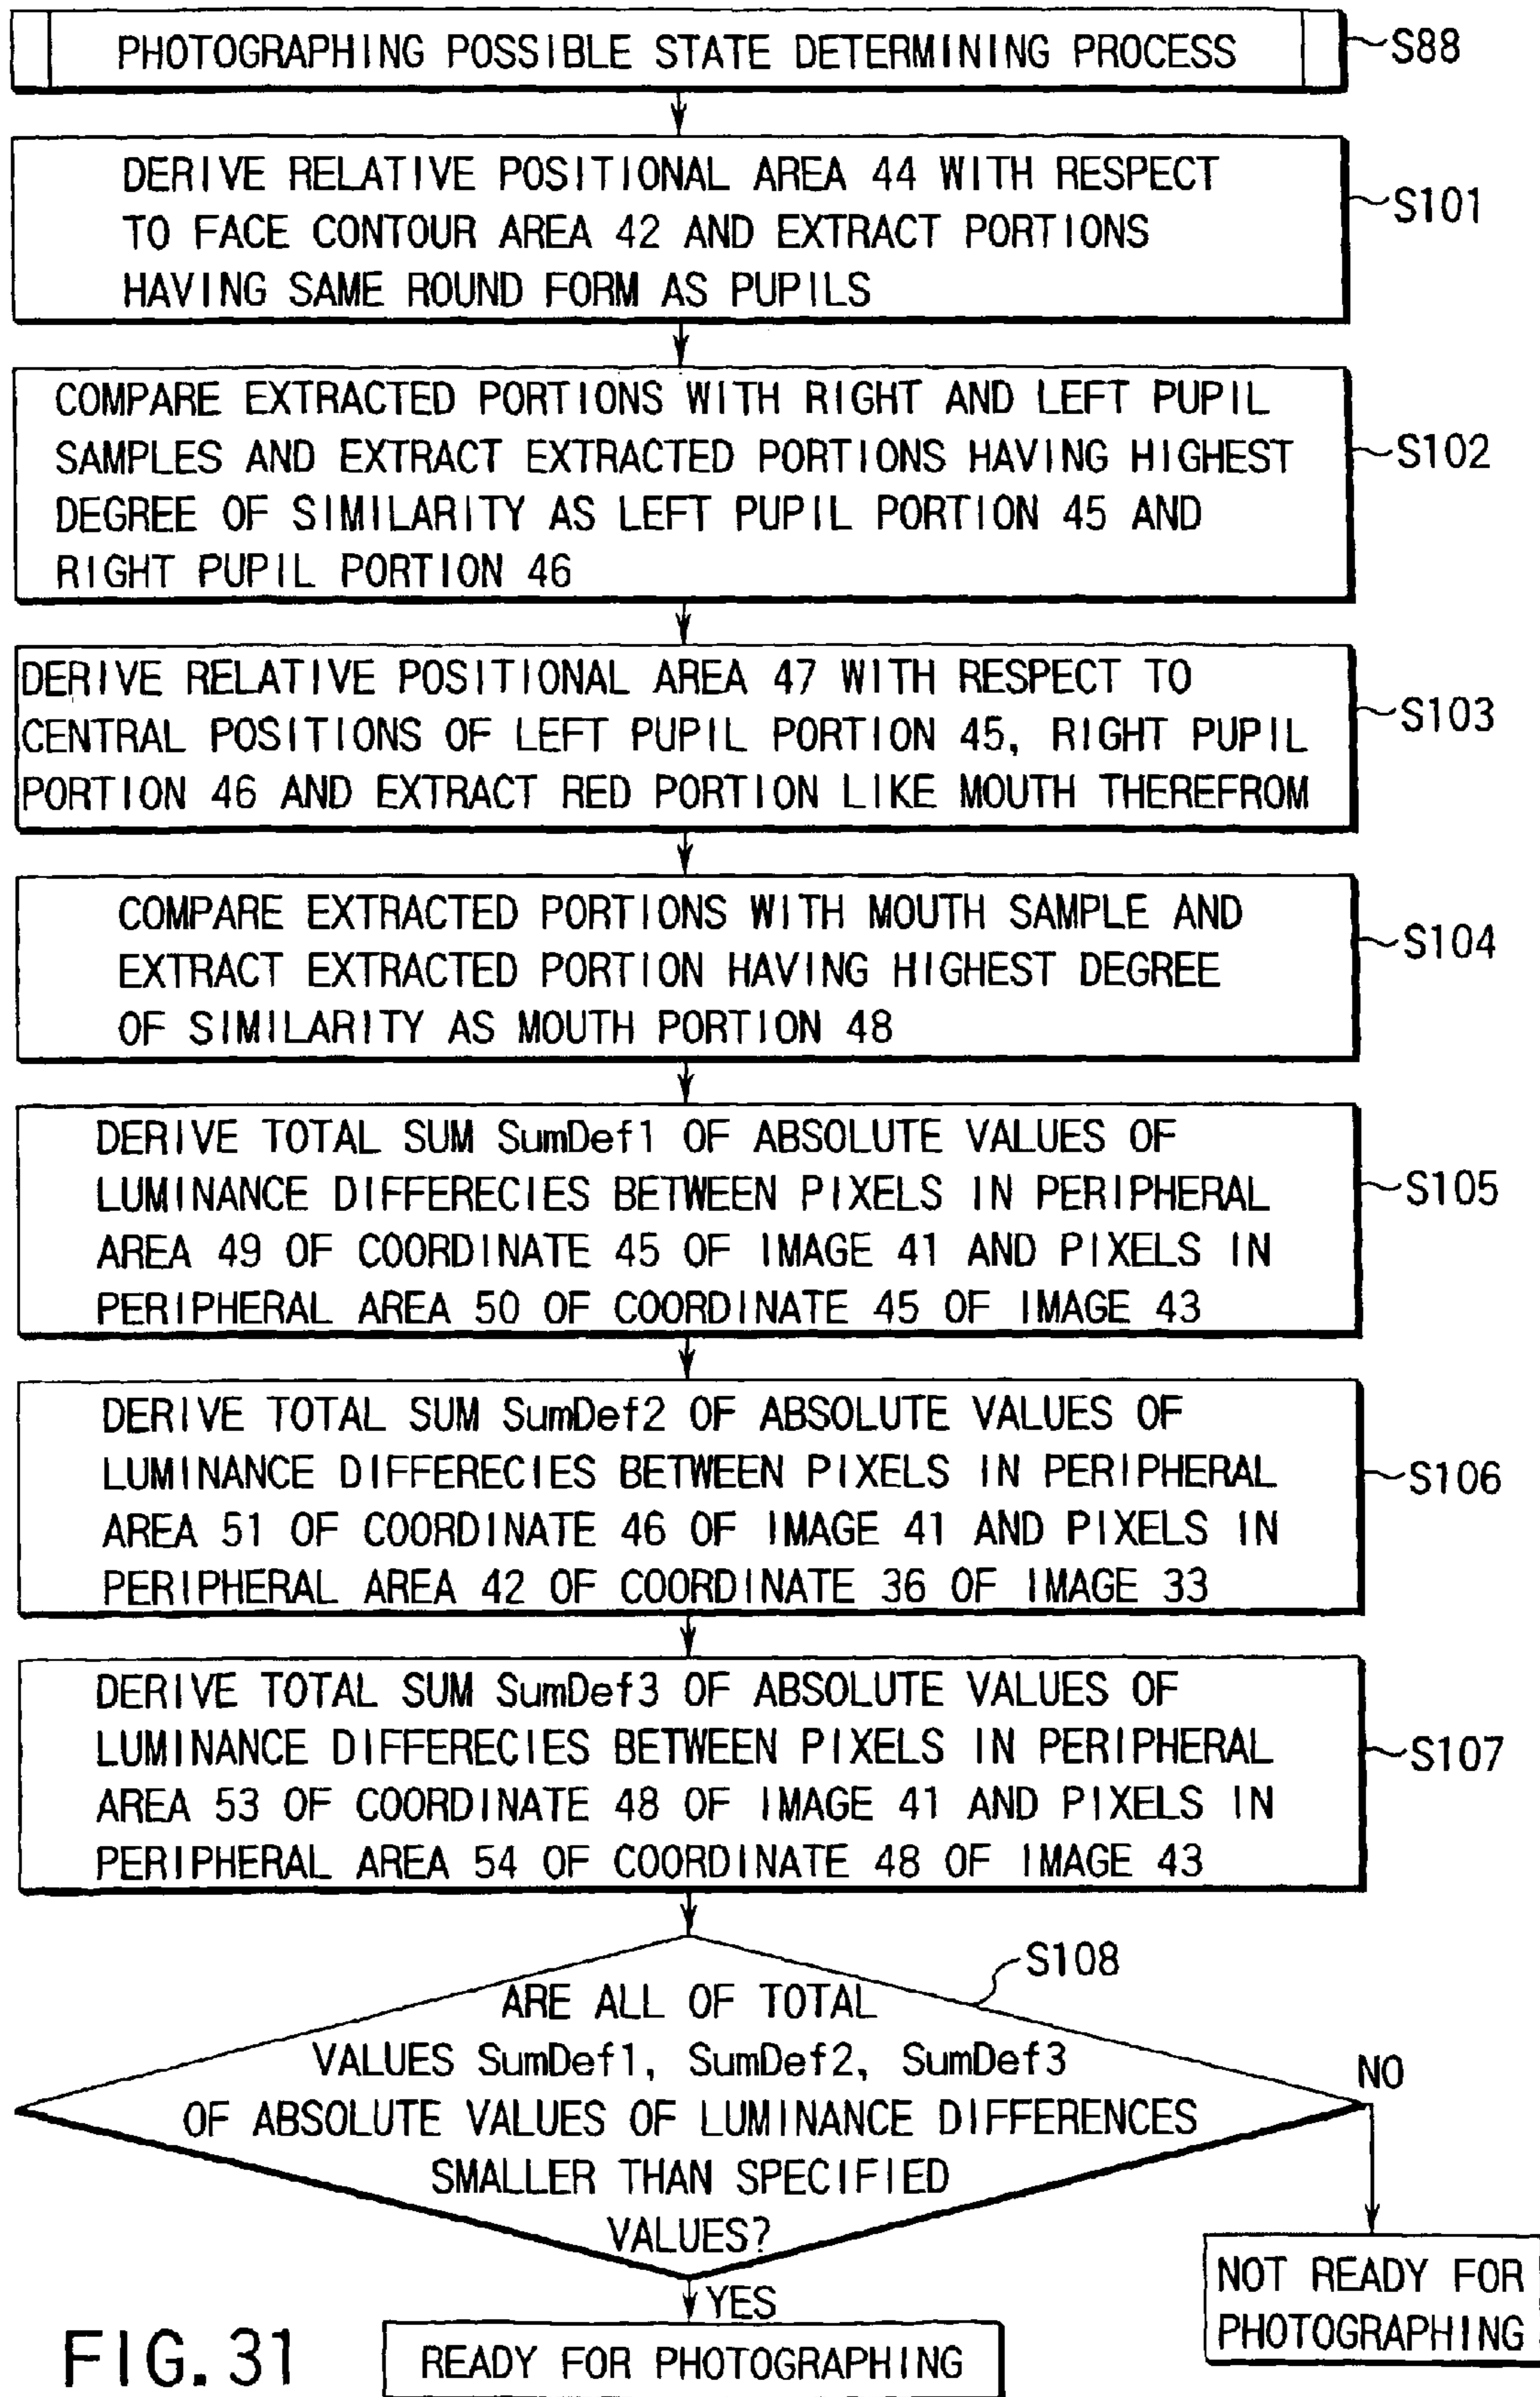 PHOTOGRAPHING POSSIBLE STATE DETERMINING PROCESS
S88
DERIVE RELATIVE POSITIONAL AREA 44 WITH RESPECT
TO FACE CONTOUR AREA 42 AND EXTRACT PORTIONS
HAVING SAME ROUND FORM AS PUPILS
S101
COMPARE EXTRACTED PORTIONS WITH RIGHT AND LEFT PUPIL
SAMPLES AND EXTRACT EXTRACTED PORTIONS HAVING HIGHEST
DEGREE OF SIMILARITY AS LEFT PUPIL PORTION 45 AND
RIGHT PUPIL PORTION 46
S102
DERIVE RELATIVE POSITIONAL AREA 47 WITH RESPECT TO
CENTRAL POSITIONS OF LEFT PUPIL PORTION 45, RIGHT PUPIL
PORTION 46 AND EXTRACT RED PORTION LIKE MOUTH THEREFROM
S103
COMPARE EXTRACTED PORTIONS WITH MOUTH SAMPLE AND
EXTRACT EXTRACTED PORTION HAVING HIGHEST DEGREE
OF SIMILARITY AS MOUTH PORTION 48
S104
DERIVE TOTAL SUM SumDef1 OF ABSOLUTE VALUES OF
LUMINANCE DIFFERECIES BETWEEN PIXELS IN PERIPHERAL
AREA 49 OF COORDINATE 45 OF IMAGE 41 AND PIXELS IN
PERIPHERAL AREA 50 OF COORDINATE 45 OF IMAGE 43
S105
DERIVE TOTAL SUM SumDef2 OF ABSOLUTE VALUES OF
LUMINANCE DIFFERECIES BETWEEN PIXELS IN PERIPHERAL
AREA 51 OF COORDINATE 46 OF IMAGE 41 AND PIXELS IN
PERIPHERAL AREA 42 OF COORDINATE 36 OF IMAGE 33
S106
DERIVE TOTAL SUM SumDef3 OF ABSOLUTE VALUES OF
LUMINANCE DIFFERECIES BETWEEN PIXELS IN PERIPHERAL
AREA 53 OF COORDINATE 48 OF IMAGE 41 AND PIXELS IN
PERIPHERAL AREA 54 OF COORDINATE 48 OF IMAGE 43
S107
S108
ARE ALL OF TOTAL
VALUES SumDef1, SumDef2, SumDef3
OF ABSOLUTE VALUES OF LUMINANCE DIFFERENCES
SMALLER THAN SPECIFIED
VALUES?
NO
NOT READY FOR
PHOTOGRAPHING
YES
READY FOR PHOTOGRAPHING
FIG. 31